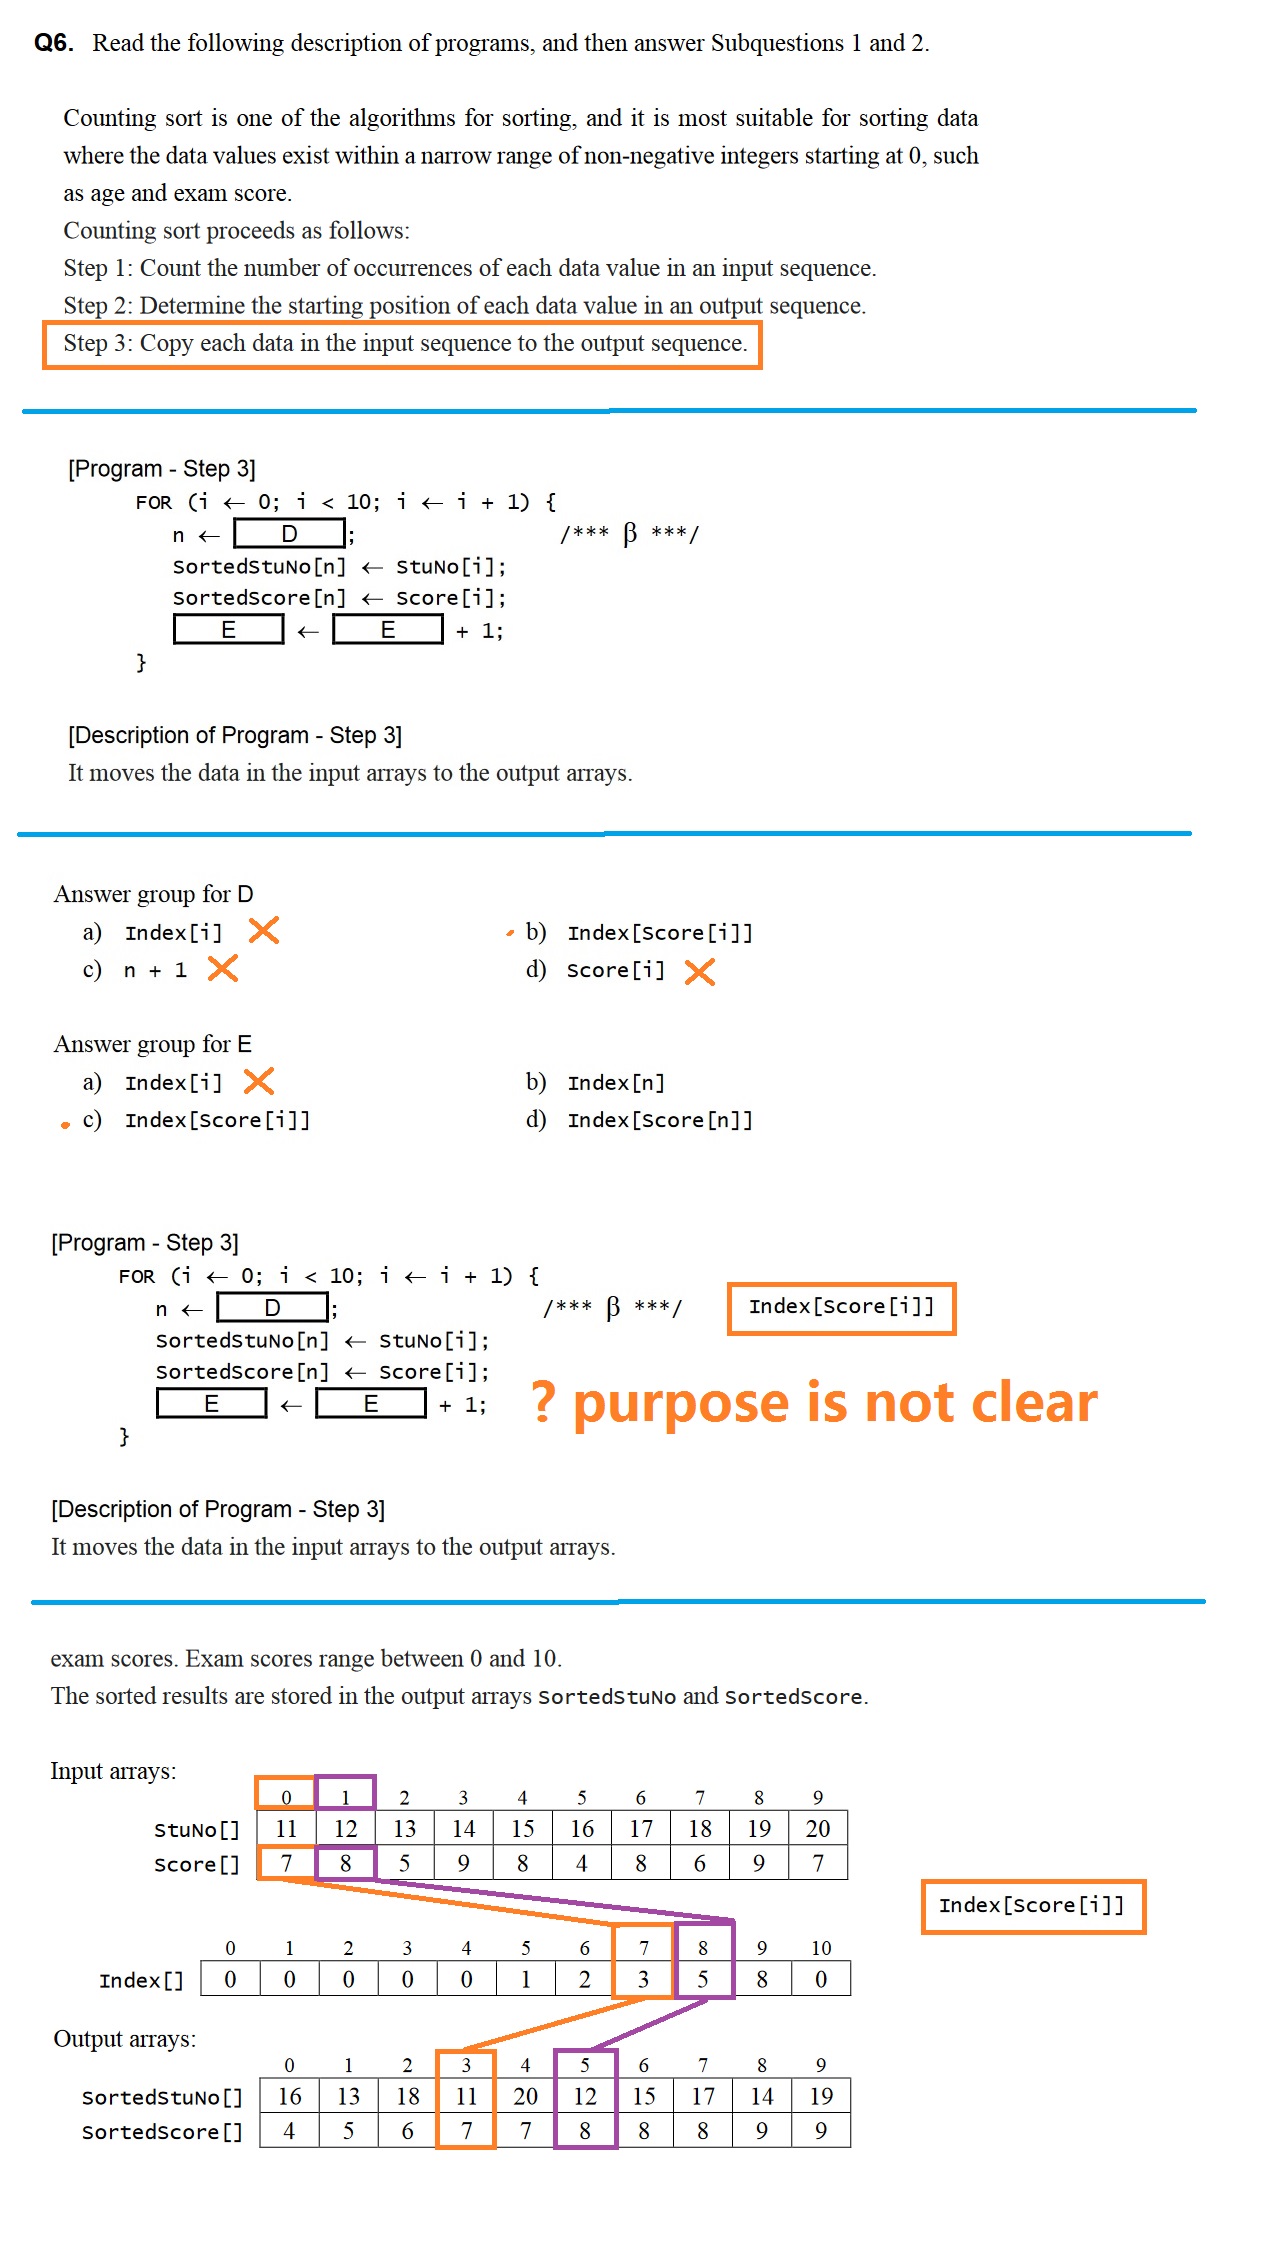 Q6. Read the following description of programs, and then answer Subquestions 1 and 2.
Counting sort is one of the algorithms for sorting, and it is most suitable for sorting data
where the data values exist within a narrow range of non-negative integers starting at 0, such
as age and exam score.
Counting sort proceeds as follows:
Step 1: Count the number of occurrences of each data value in an input sequence.
Step 2: Determine the starting position of each data value in an output sequence.
Step 3: Copy each data in the input sequence to the output sequence.
[Program - Step 3]
FOR (i ← 0; i < 10; i ← i + 1) {
n ← D ; /*** β ***/
SortedStuNo[n] ← StuNo[i];
SortedScore[n] ← Score[i];
E ← E + 1;
}
[Description of Program - Step 3]
It moves the data in the input arrays to the output arrays.
Answer group for D
a) Index[i] b) Index[Score[i]]
c) n + 1 d) Score[i]
Answer group for E
a) Index[i] b) Index[n]
c) Index[Score[i]] d) Index[Score[n]]
[Program - Step 3]
FOR (i ← 0; i < 10; i ← i + 1) {
n ← D ; /*** β ***/ Index[Score[i]]
SortedStuNo[n] ← StuNo[i];
SortedScore[n] ← Score[i];
E ← E + 1; ? purpose is not clear
}
[Description of Program - Step 3]
It moves the data in the input arrays to the output arrays.
exam scores. Exam scores range between 0 and 10.
The sorted results are stored in the output arrays SortedStuNo and SortedScore.
Input arrays:
0 1 2 3 4 5 6 7 8 9
StuNo[] 11 12 13 14 15 16 17 18 19 20
Score[] 7 8 5 9 8 4 8 6 9 7
Index[Score[i]]
0 1 2 3 4 5 6 7 8 9 10
Index[] 0 0 0 0 0 1 2 3 5 8 0
Output arrays:
0 1 2 3 4 5 6 7 8 9
SortedStuNo[] 16 13 18 11 20 12 15 17 14 19
SortedScore[] 4 5 6 7 7 8 8 8 9 9